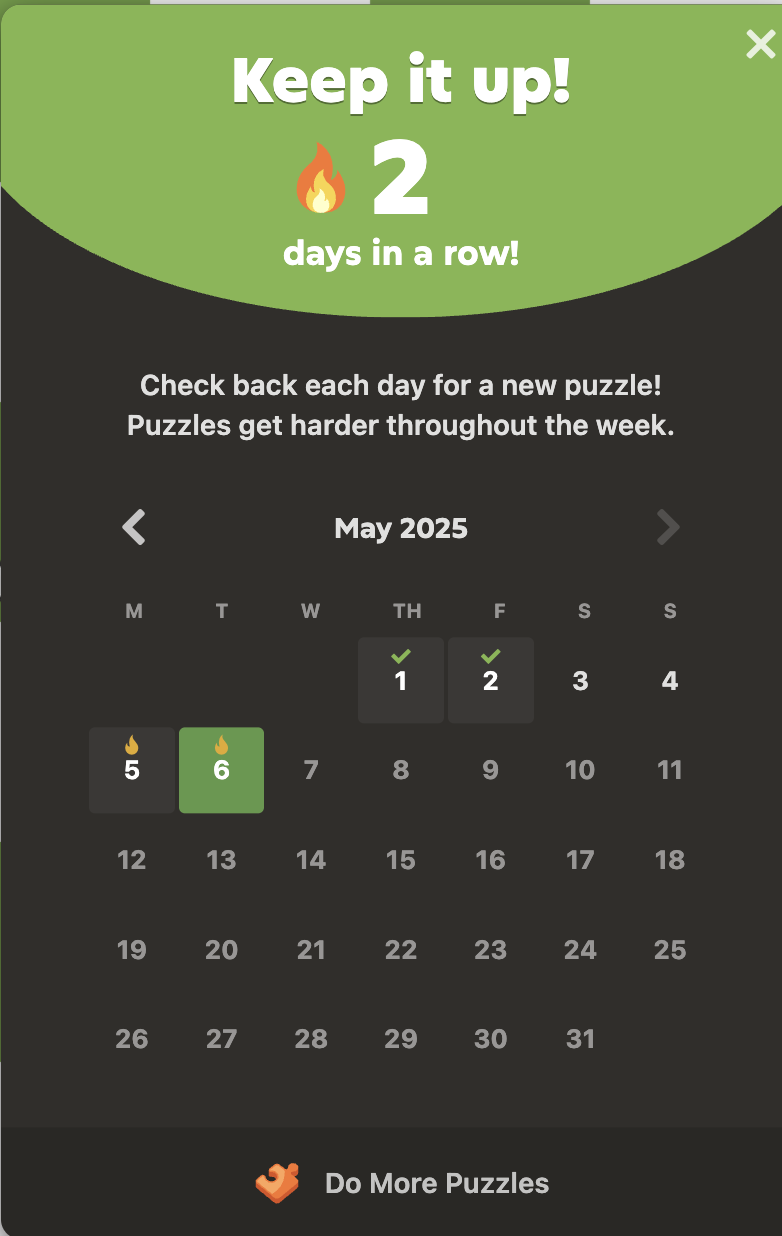 Keep it up!
2
days in a row!
Check back each day for a new puzzle!
Puzzles get harder throughout the week.
May 2025
M T W TH F S S
1 2 3 4
5 6 7 8 9 10 11
12 13 14 15 16 17 18
19 20 21 22 23 24 25
26 27 28 29 30 31
Do More Puzzles